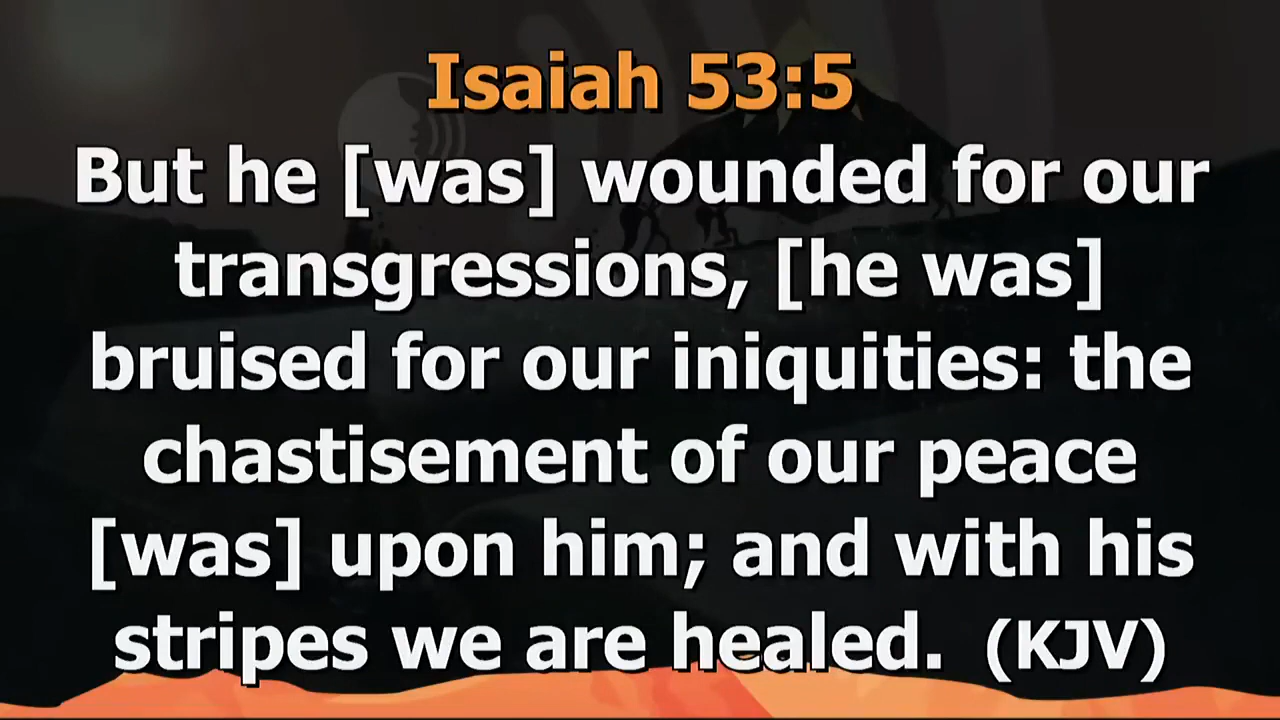 Isaiah 53:5
But he [was] wounded for our
transgressions, [he was]
bruised for our iniquities: the
chastisement of our peace
[was] upon him; and with his
stripes we are healed.  (KJV)